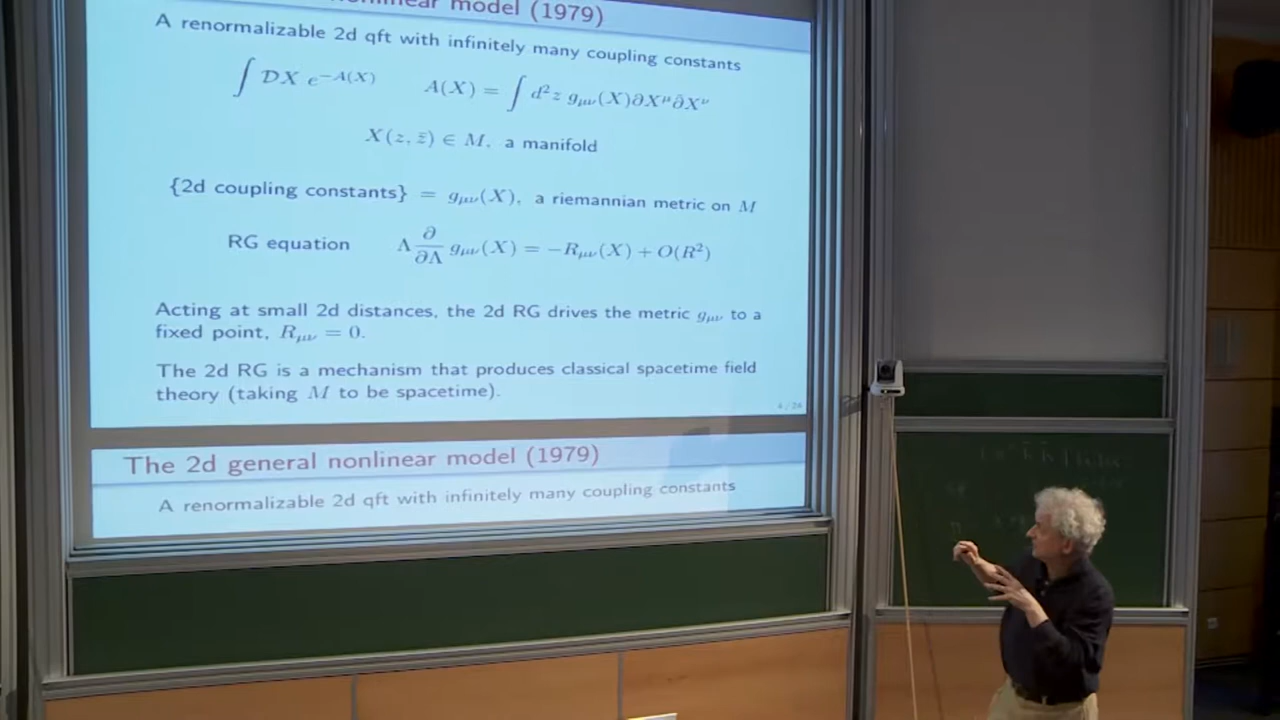 nonlinear model (1979)
A renormalizable 2d qft with infinitely many coupling constants
∫ DX e^{−A(X)}   A(X) = ∫ d²z g_{μν}(X)∂X^μ ∂̄X^ν
X(z, z̄) ∈ M, a manifold
{2d coupling constants} = g_{μν}(X), a riemannian metric on M
RG equation   Λ ∂/∂Λ g_{μν}(X) = −R_{μν}(X) + O(R²)
Acting at small 2d distances, the 2d RG drives the metric g_{μν} to a
fixed point, R_{μν} = 0.
The 2d RG is a mechanism that produces classical spacetime field
theory (taking M to be spacetime).
The 2d general nonlinear model (1979)
A renormalizable 2d qft with infinitely many coupling constants